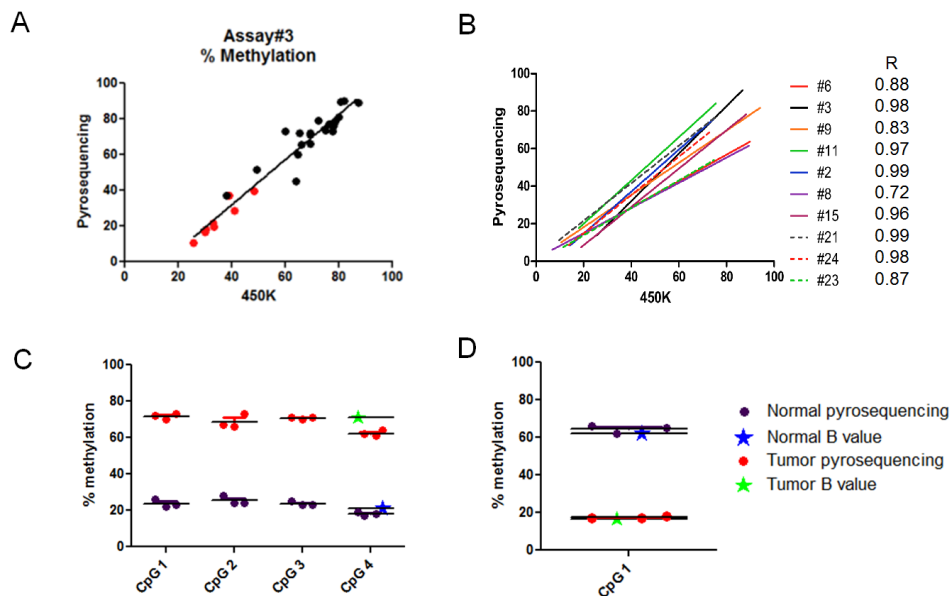 A
Assay#3
% Methylation
Pyrosequencing
100
80
60
40
20
0
0 20 40 60 80 100
450K
B
Pyrosequencing
100
80
60
40
20
0
0 20 40 60 80 100
450K
R
#6 0.88
#3 0.98
#9 0.83
#11 0.97
#2 0.99
#8 0.72
#15 0.96
#21 0.99
#24 0.98
#23 0.87
C
% methylation
100
80
60
40
20
0
CpG 1 CpG 2 CpG 3 CpG 4
D
% methylation
100
80
60
40
20
0
CpG 1
Normal pyrosequencing
Normal B value
Tumor pyrosequencing
Tumor B value